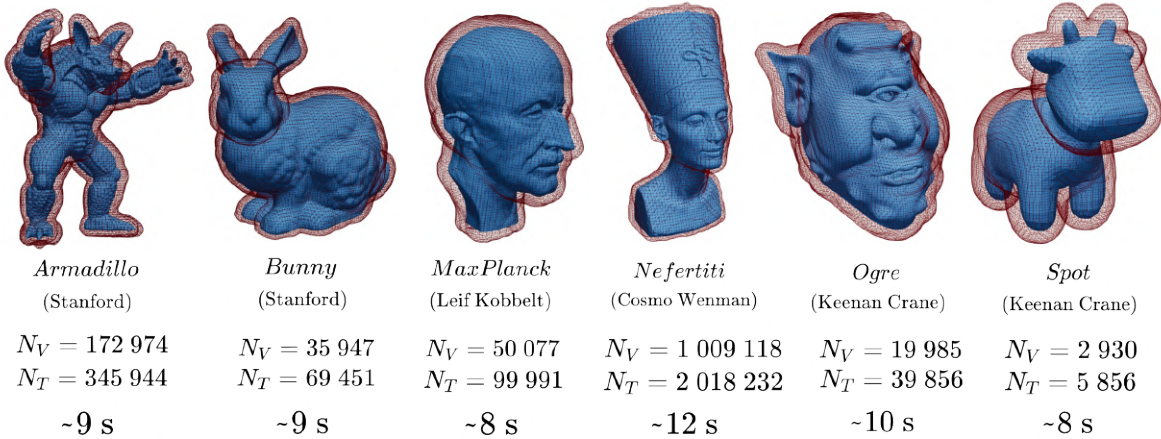 Armadillo
(Stanford)
N_V = 172 974
N_T = 345 944
~9 s
Bunny
(Stanford)
N_V = 35 947
N_T = 69 451
~9 s
MaxPlanck
(Leif Kobbelt)
N_V = 50 077
N_T = 99 991
~8 s
Nefertiti
(Cosmo Wenman)
N_V = 1 009 118
N_T = 2 018 232
~12 s
Ogre
(Keenan Crane)
N_V = 19 985
N_T = 39 856
~10 s
Spot
(Keenan Crane)
N_V = 2 930
N_T = 5 856
~8 s